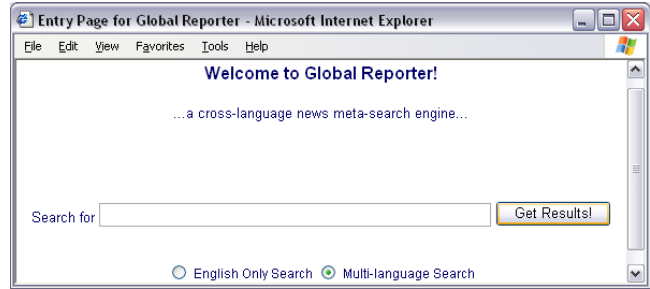 Entry Page for Global Reporter - Microsoft Internet Explorer
File Edit View Favorites Tools Help
Welcome to Global Reporter!
...a cross-language news meta-search engine...
Search for Get Results!
English Only Search Multi-language Search